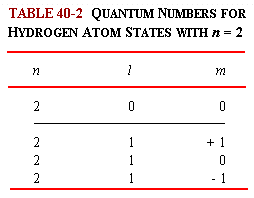 TABLE 40-2 QUANTUM NUMBERS FOR
HYDROGEN ATOM STATES WITH n = 2
n l m
2 0 0
2 1 + 1
2 1 0
2 1 - 1